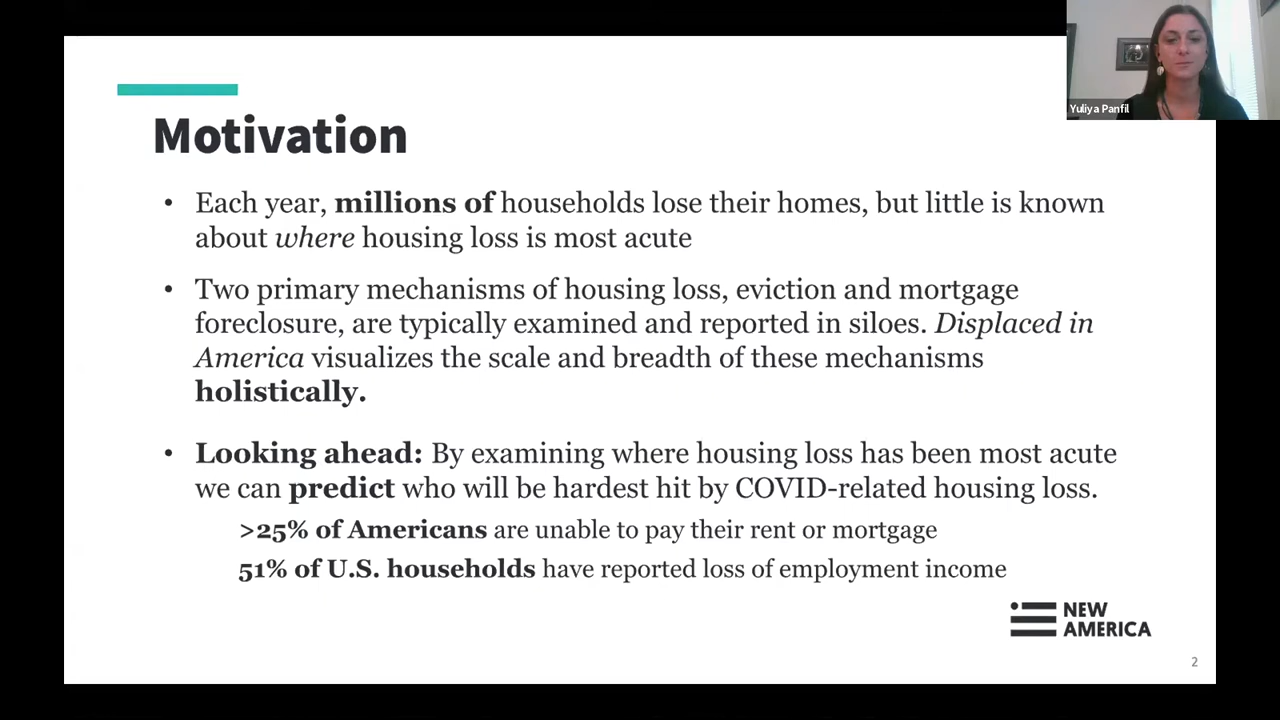 Yuliya Panfil
Motivation
• Each year, millions of households lose their homes, but little is known
about where housing loss is most acute
• Two primary mechanisms of housing loss, eviction and mortgage
foreclosure, are typically examined and reported in siloes. Displaced in
America visualizes the scale and breadth of these mechanisms
holistically.
• Looking ahead: By examining where housing loss has been most acute
we can predict who will be hardest hit by COVID-related housing loss.
>25% of Americans are unable to pay their rent or mortgage
51% of U.S. households have reported loss of employment income
NEW
AMERICA
2